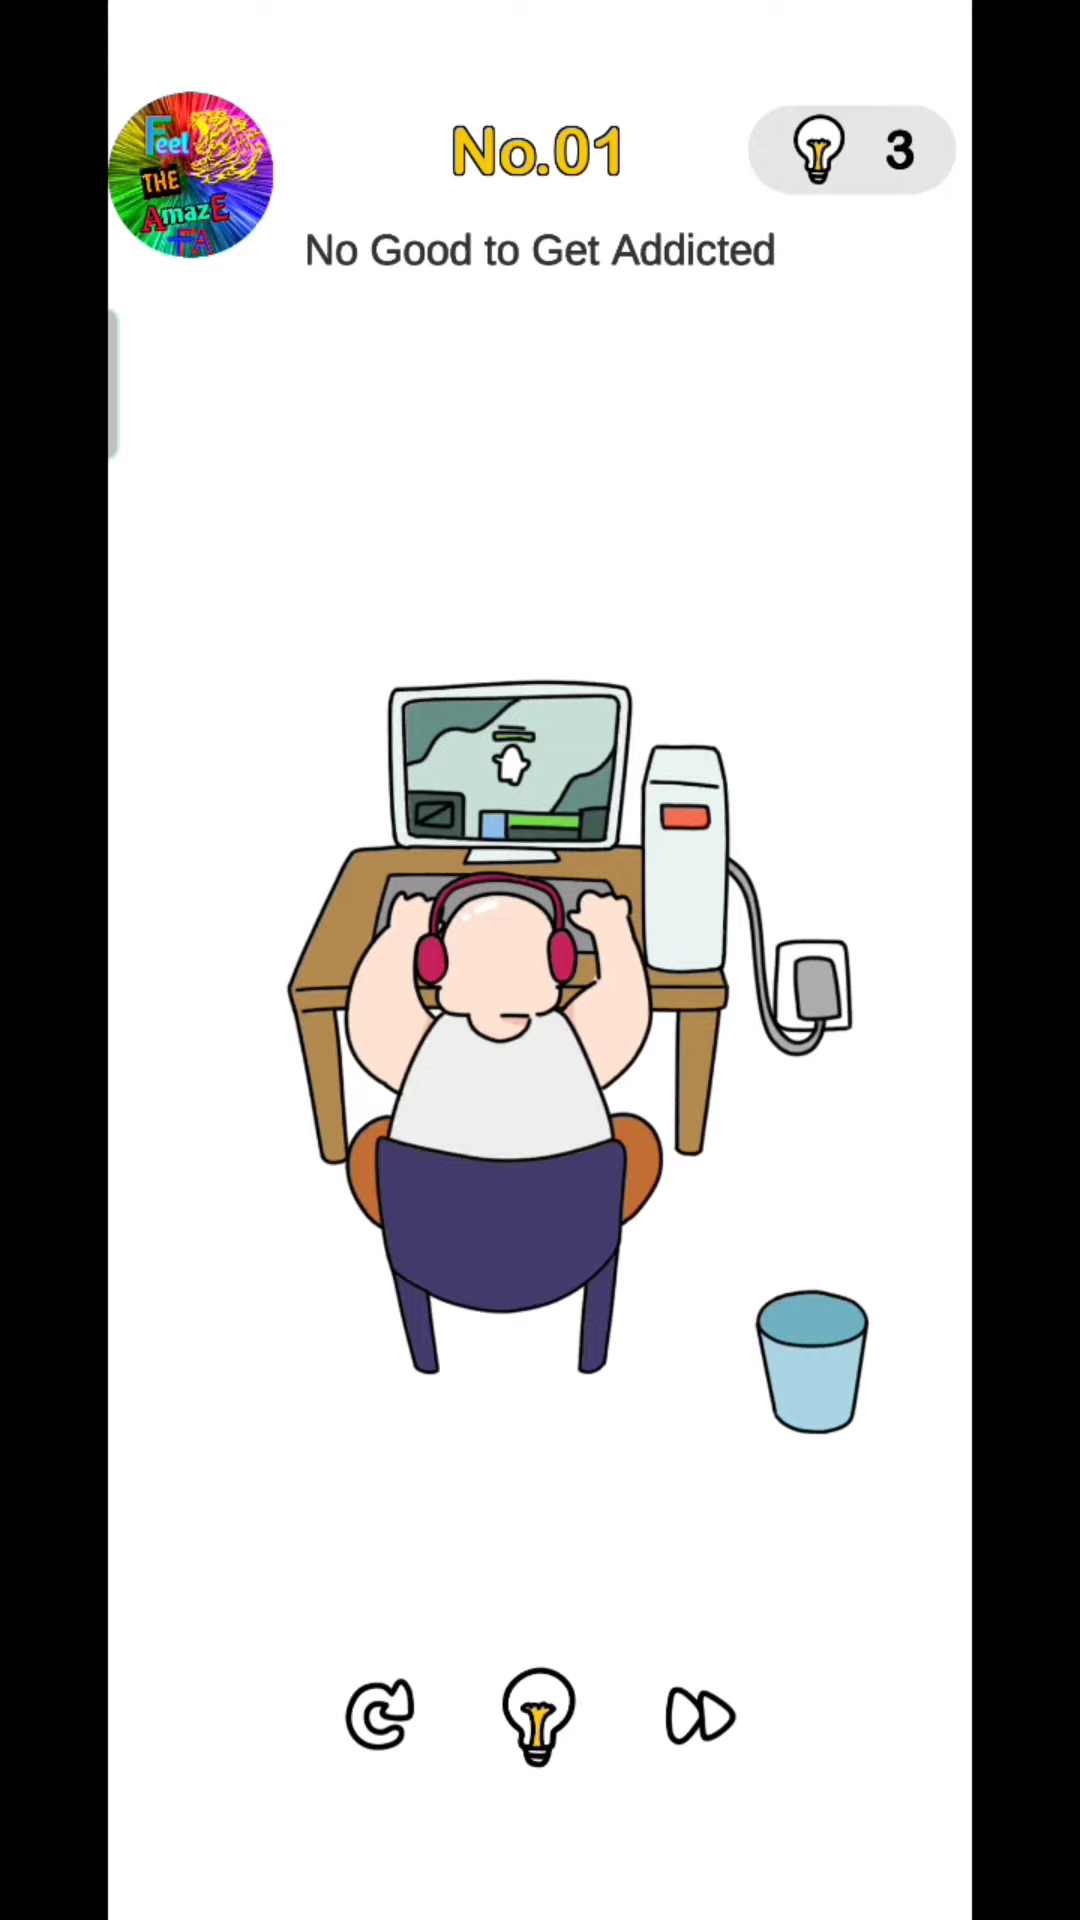 Feel
THE
AmazE
FA
No.01
3
No Good to Get Addicted